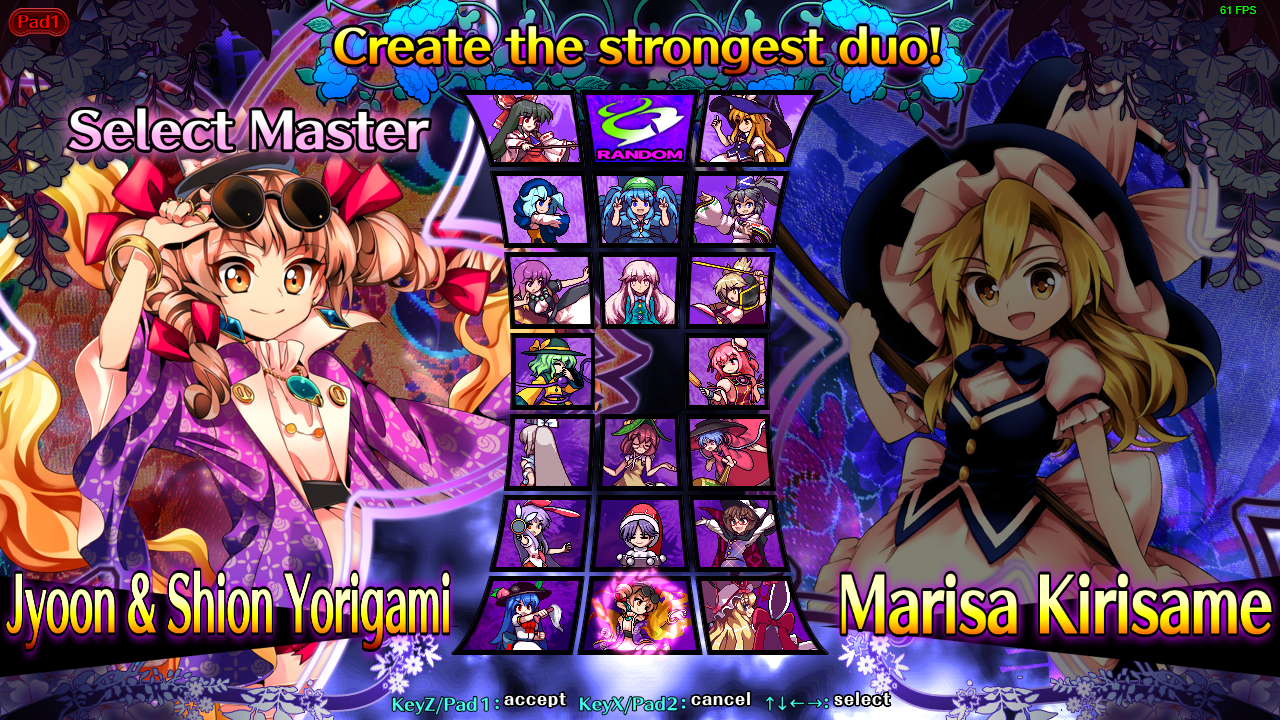 Pad1
61 FPS
Create the strongest duo!
Select Master
RANDOM
Jyoon & Shion Yorigami
Marisa Kirisame
KeyZ/Pad1: accept KeyX/Pad2: cancel ↑↓←→: select